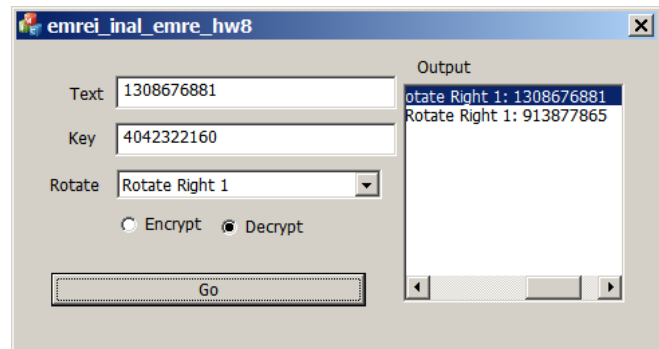 emrei_inal_emre_hw8
Text
1308676881
Key
4042322160
Rotate
Rotate Right 1
Encrypt
Decrypt
Go
Output
otate Right 1: 1308676881
Rotate Right 1: 913877865